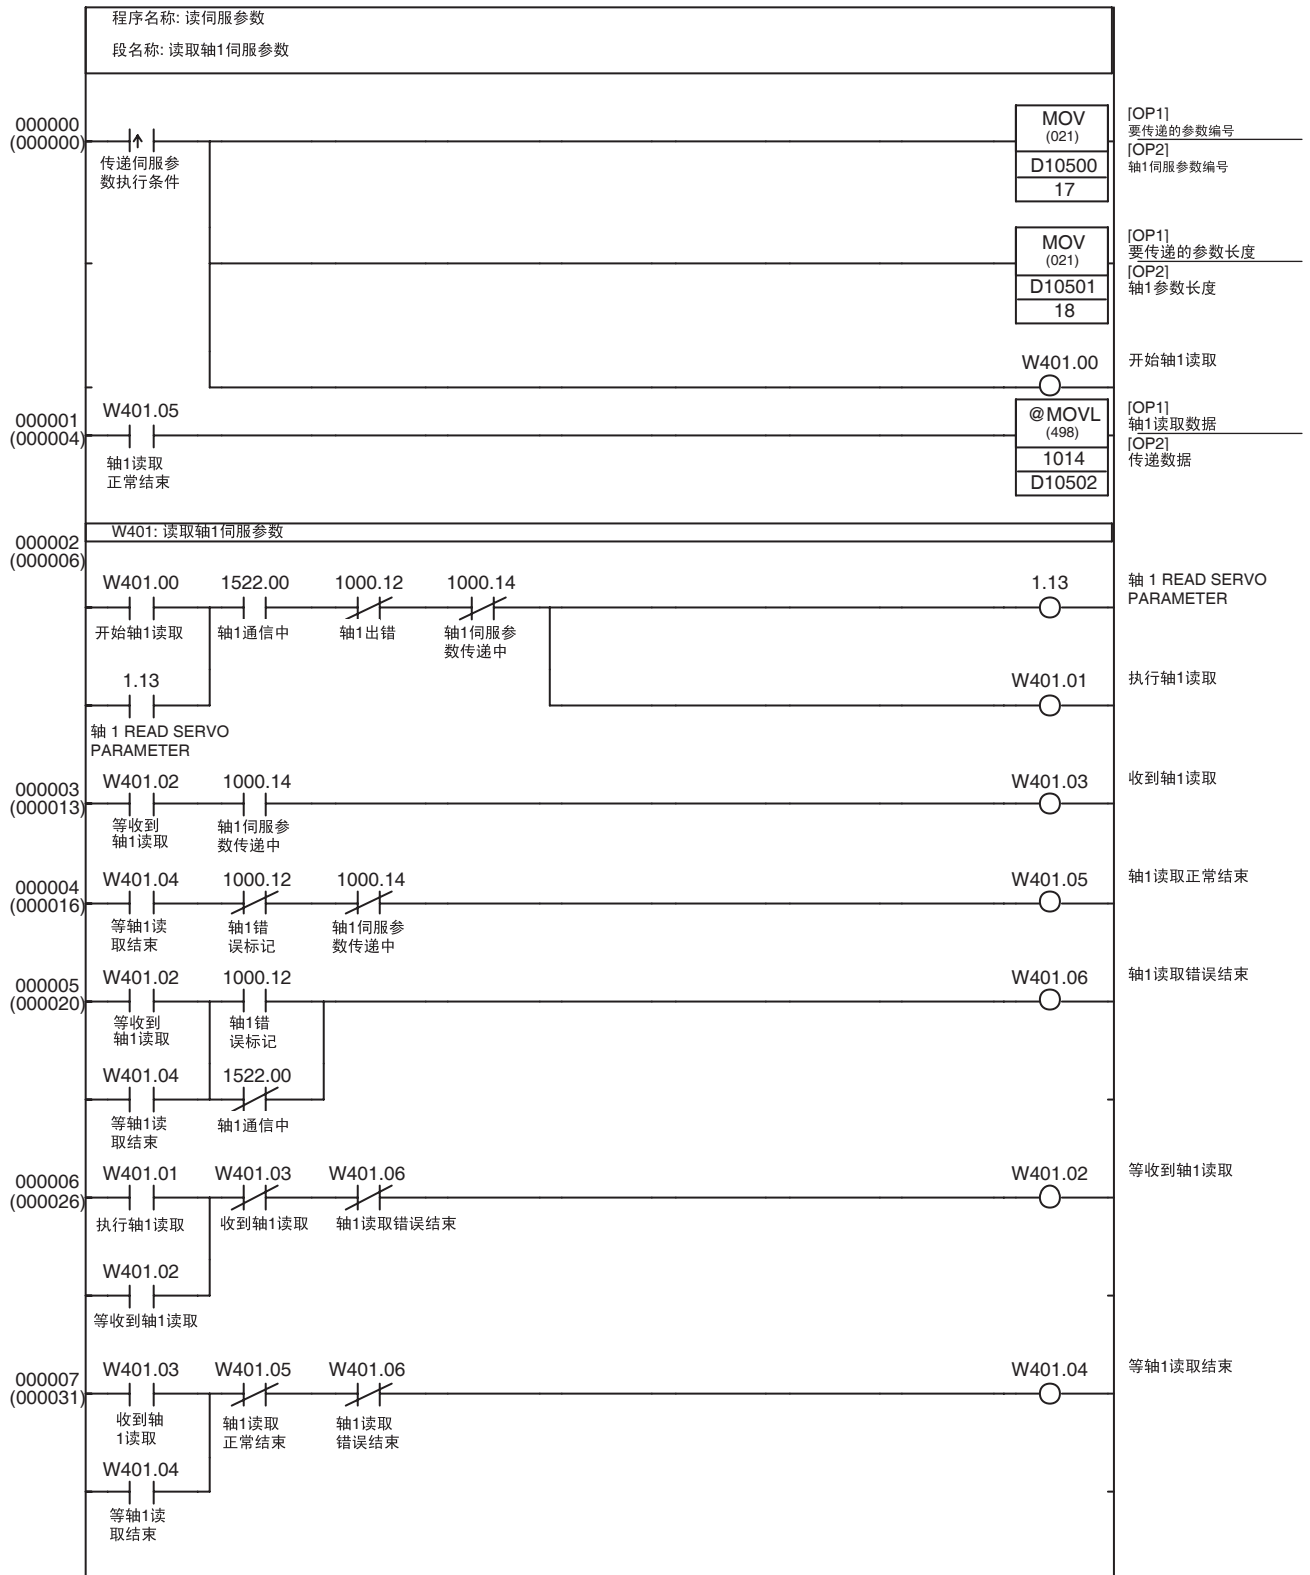 程序名称: 读伺服参数
段名称: 读取轴1伺服参数
000000
(000000)
传递伺服参
数执行条件
MOV
(021)
D10500
17
[OP1]
要传递的参数编号
[OP2]
轴1伺服参数编号
MOV
(021)
D10501
18
[OP1]
要传递的参数长度
[OP2]
轴1参数长度
W401.00
开始轴1读取
000001
(000004)
W401.05
轴1读取
正常结束
@MOVL
(498)
1014
D10502
[OP1]
轴1读取数据
[OP2]
传递数据
W401: 读取轴1伺服参数
000002
(000006)
W401.00 1522.00 1000.12 1000.14 1.13
轴 1 READ SERVO
PARAMETER
开始轴1读取 轴1通信中 轴1出错 轴1伺服参
数传递中
1.13 W401.01 执行轴1读取
轴 1 READ SERVO
PARAMETER
000003
(000013)
W401.02 1000.14 W401.03 收到轴1读取
等收到
轴1读取
轴1伺服参
数传递中
000004
(000016)
W401.04 1000.12 1000.14 W401.05 轴1读取正常结束
等轴1读
取结束
轴1错
误标记
轴1伺服参
数传递中
000005
(000020)
W401.02 1000.12 W401.06 轴1读取错误结束
等收到
轴1读取
轴1错
误标记
W401.04 1522.00
等轴1读
取结束
轴1通信中
000006
(000026)
W401.01 W401.03 W401.06 W401.02 等收到轴1读取
执行轴1读取 收到轴1读取 轴1读取错误结束
W401.02
等收到轴1读取
000007
(000031)
W401.03 W401.05 W401.06 W401.04 等轴1读取结束
收到轴
1读取
轴1读取
正常结束
轴1读取
错误结束
W401.04
等轴1读
取结束